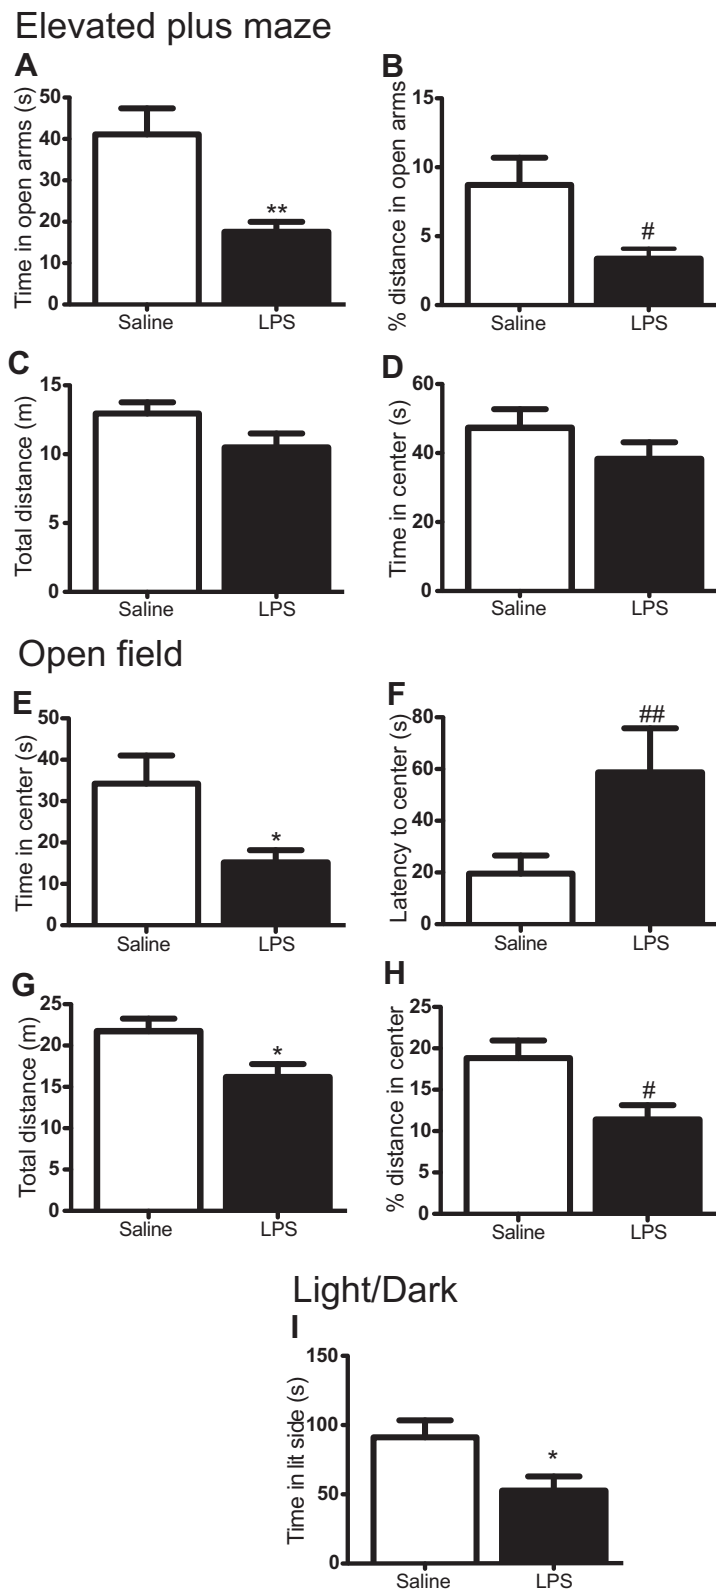 Elevated plus maze
A
Time in open arms (s)
50
40
30
20
10
0
**
Saline LPS
B
% distance in open arms
15
10
5
0
#
Saline LPS
C
Total distance (m)
15
10
5
0
Saline LPS
D
Time in center (s)
60
40
20
0
Saline LPS
Open field
E
Time in center (s)
50
40
30
20
10
0
*
Saline LPS
F
Latency to center (s)
80
60
40
20
0
##
Saline LPS
G
Total distance (m)
25
20
15
10
5
0
*
Saline LPS
H
% distance in center
25
20
15
10
5
0
#
Saline LPS
Light/Dark
I
Time in lit side (s)
150
100
50
0
*
Saline LPS